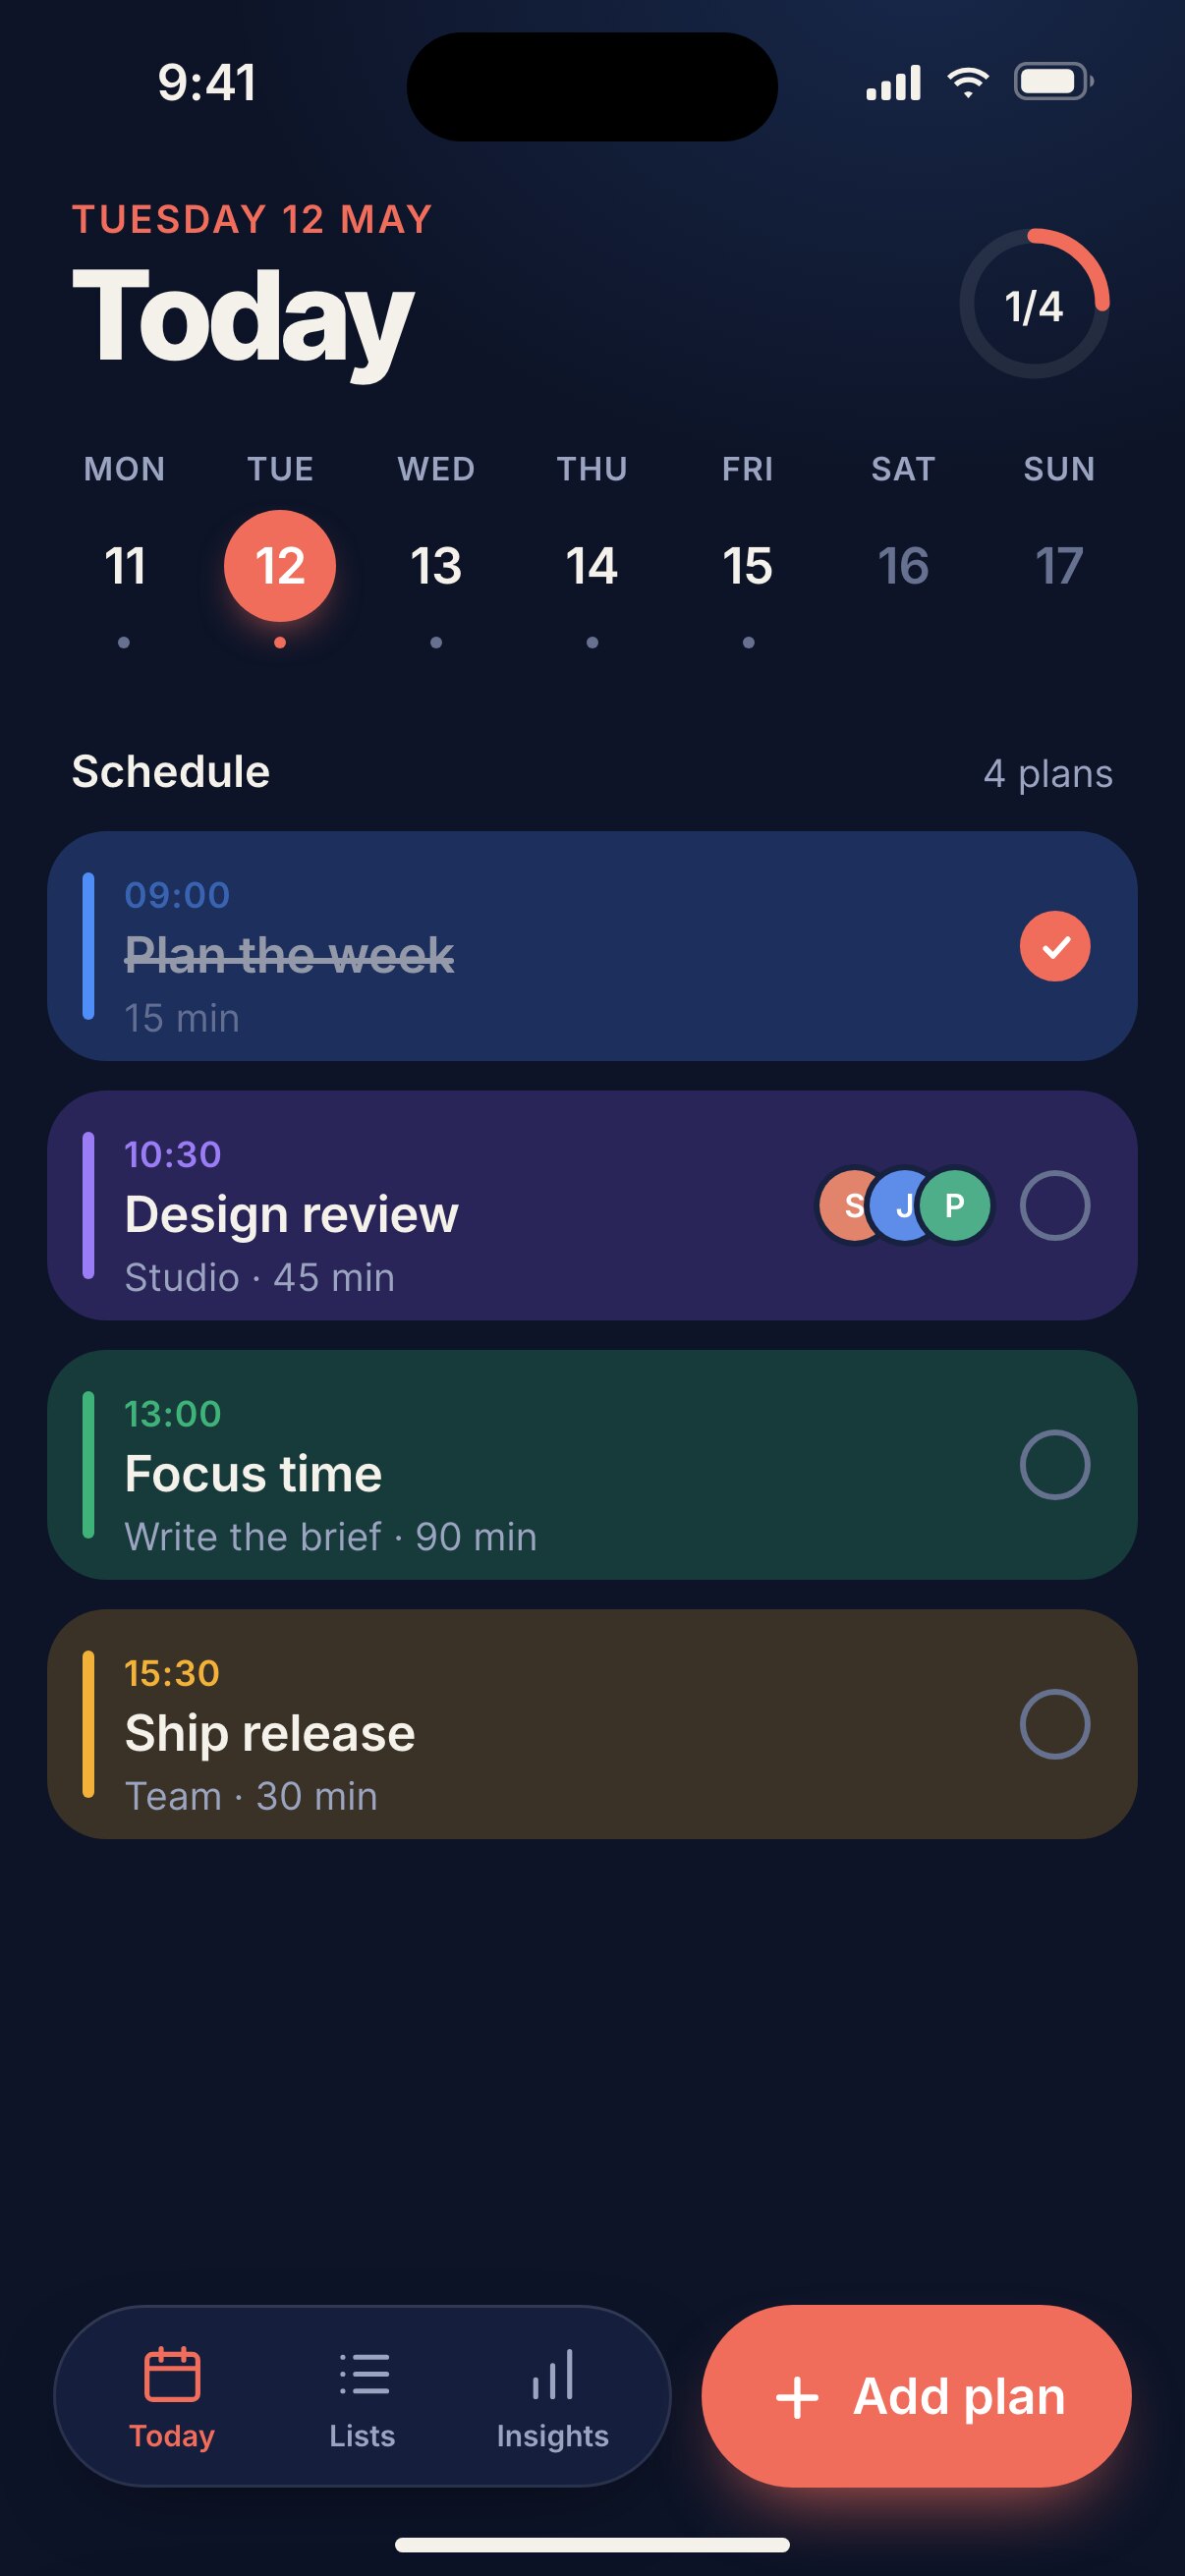 9:41
TUESDAY 12 MAY
Today
1/4
MON TUE WED THU FRI SAT SUN
11 12 13 14 15 16 17
Schedule
4 plans
09:00
Plan the week
15 min
10:30
Design review
Studio · 45 min
S J P
13:00
Focus time
Write the brief · 90 min
15:30
Ship release
Team · 30 min
Today Lists Insights
Add plan